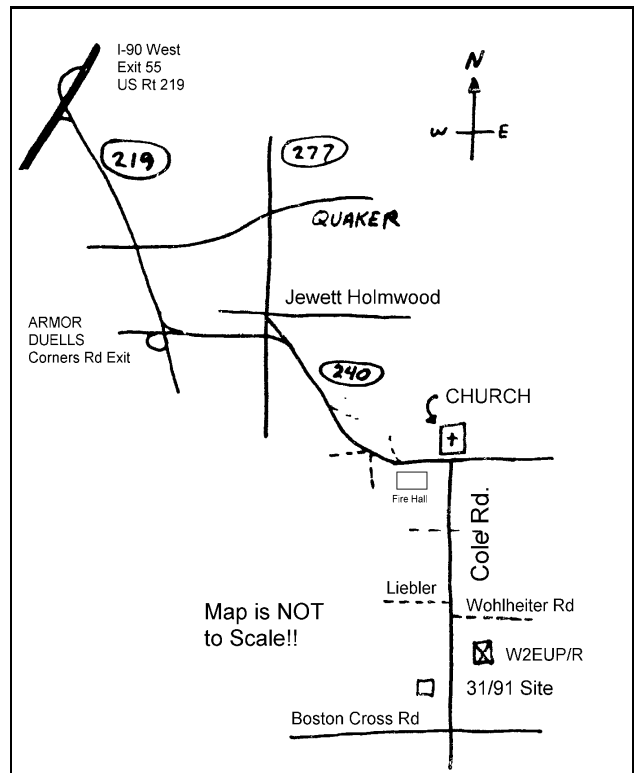 I-90 West
Exit 55
US Rt 219
N
W E
219
277
QUAKER
Jewett Holmwood
ARMOR
DUELLS
Corners Rd Exit
240
CHURCH
Fire Hall
Cole Rd.
Liebler
Wohlheiter Rd
Map is NOT
to Scale!!
W2EUP/R
31/91 Site
Boston Cross Rd